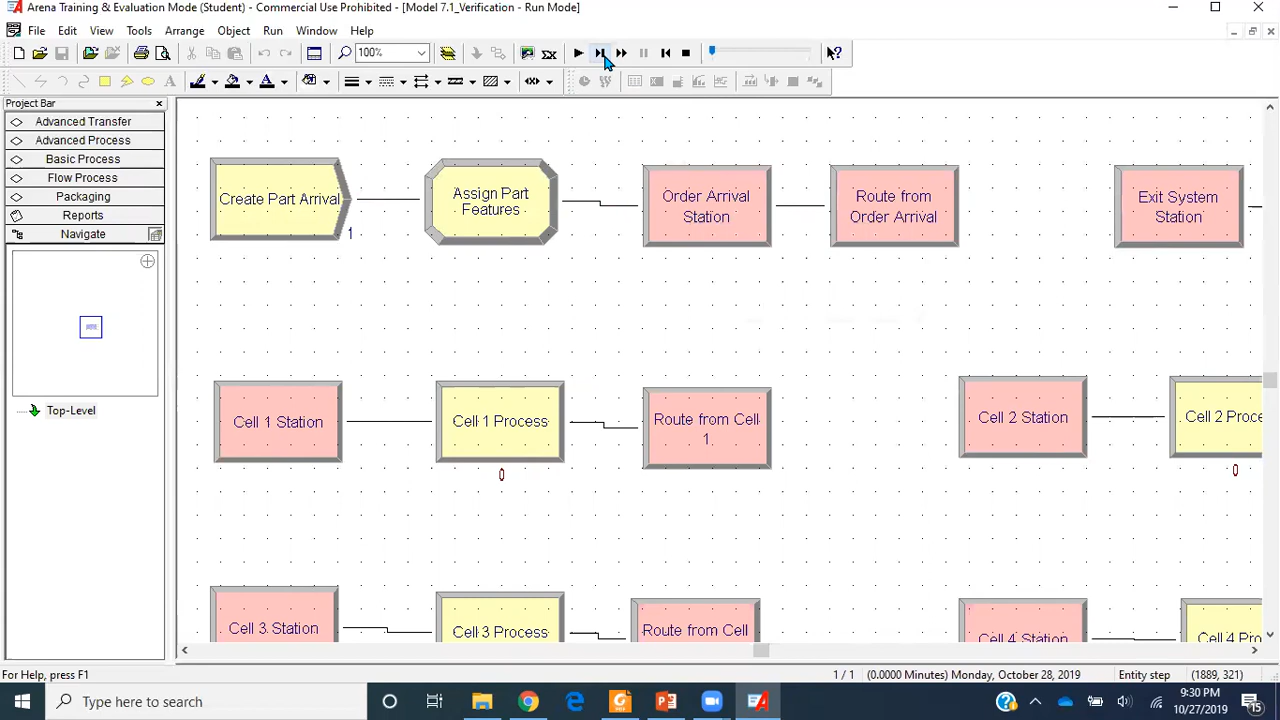 Arena Training & Evaluation Mode (Student) - Commercial Use Prohibited - [Model 7.1_Verification - Run Mode]
File Edit View Tools Arrange Object Run Window Help
100%
Project Bar
Advanced Transfer
Advanced Process
Basic Process
Flow Process
Packaging
Reports
Navigate
Top-Level
Create Part Arrival
1
Assign Part
Features
Order Arrival
Station
Route from
Order Arrival
Exit System
Station
Cell 1 Station
Cell 1 Process
0
Route from Cell
1
Cell 2 Station
Cell 2 Proce
0
Cell 3 Station
Cell 3 Process
Route from Cell
Cell 4 Station
Cell 4 Pro
For Help, press F1
1 / 1
(0.0000 Minutes) Monday, October 28, 2019
Entity step
(1889, 321)
Type here to search
9:30 PM
10/27/2019
15